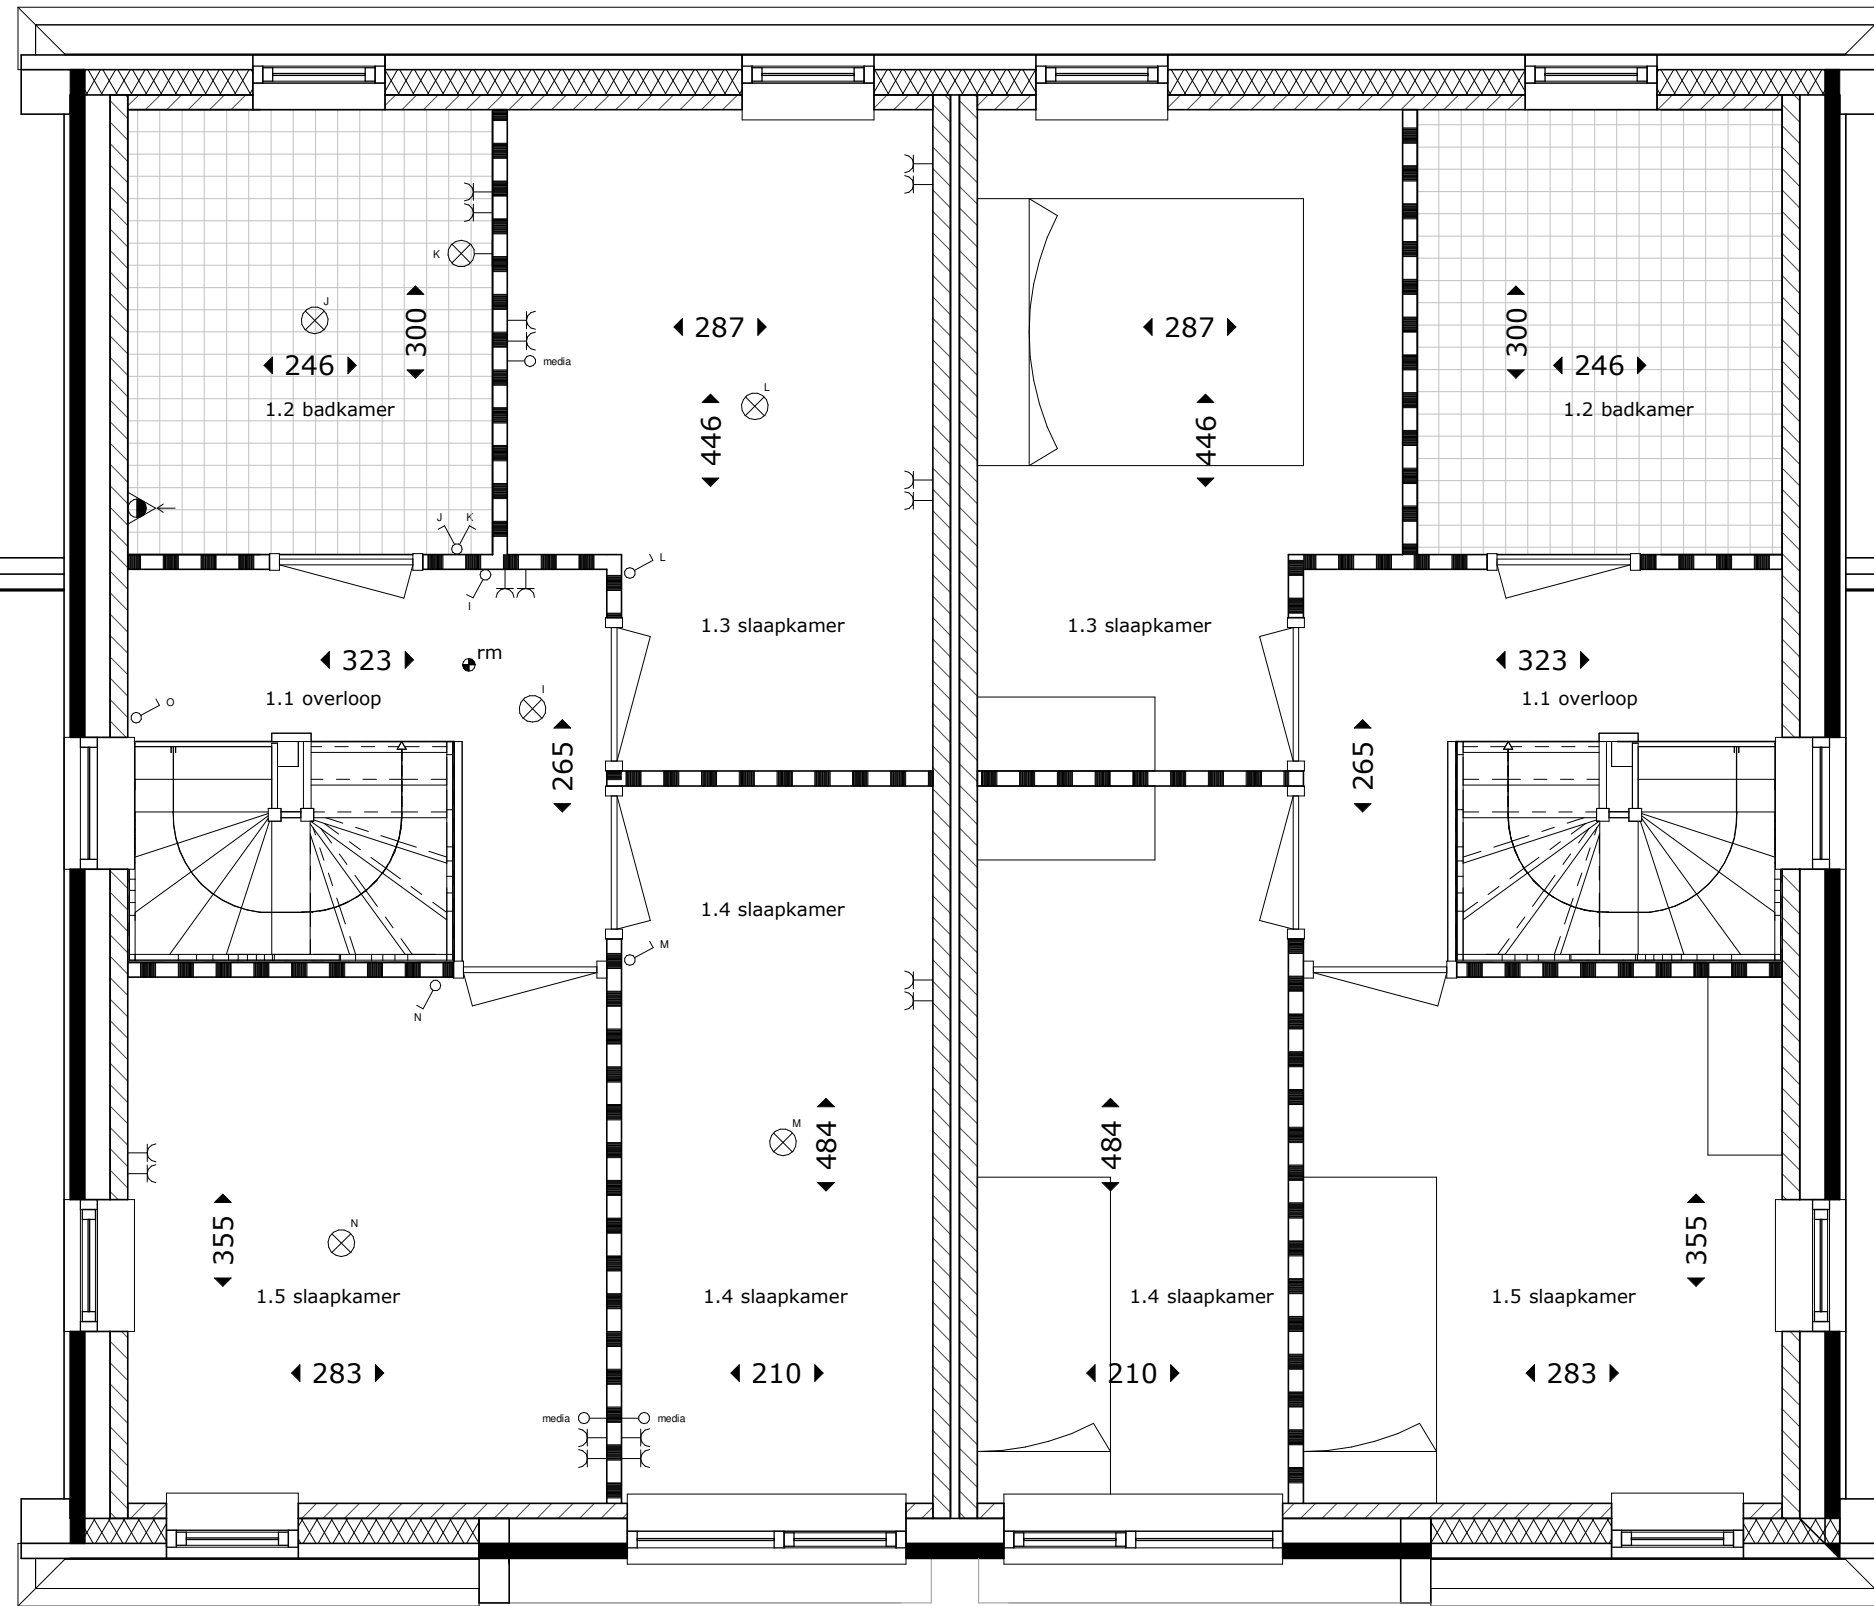 K
J
300
246
1.2 badkamer
J K
287
media
L
446
L
1.3 slaapkamer
287
446
1.3 slaapkamer
300
246
1.2 badkamer
I
rm
323
1.1 overloop
O
I
265
323
1.1 overloop
265
1.4 slaapkamer
M
N
M
484
484
355
N
1.5 slaapkamer
283
1.4 slaapkamer
210
1.4 slaapkamer
210
355
1.5 slaapkamer
283
media
media